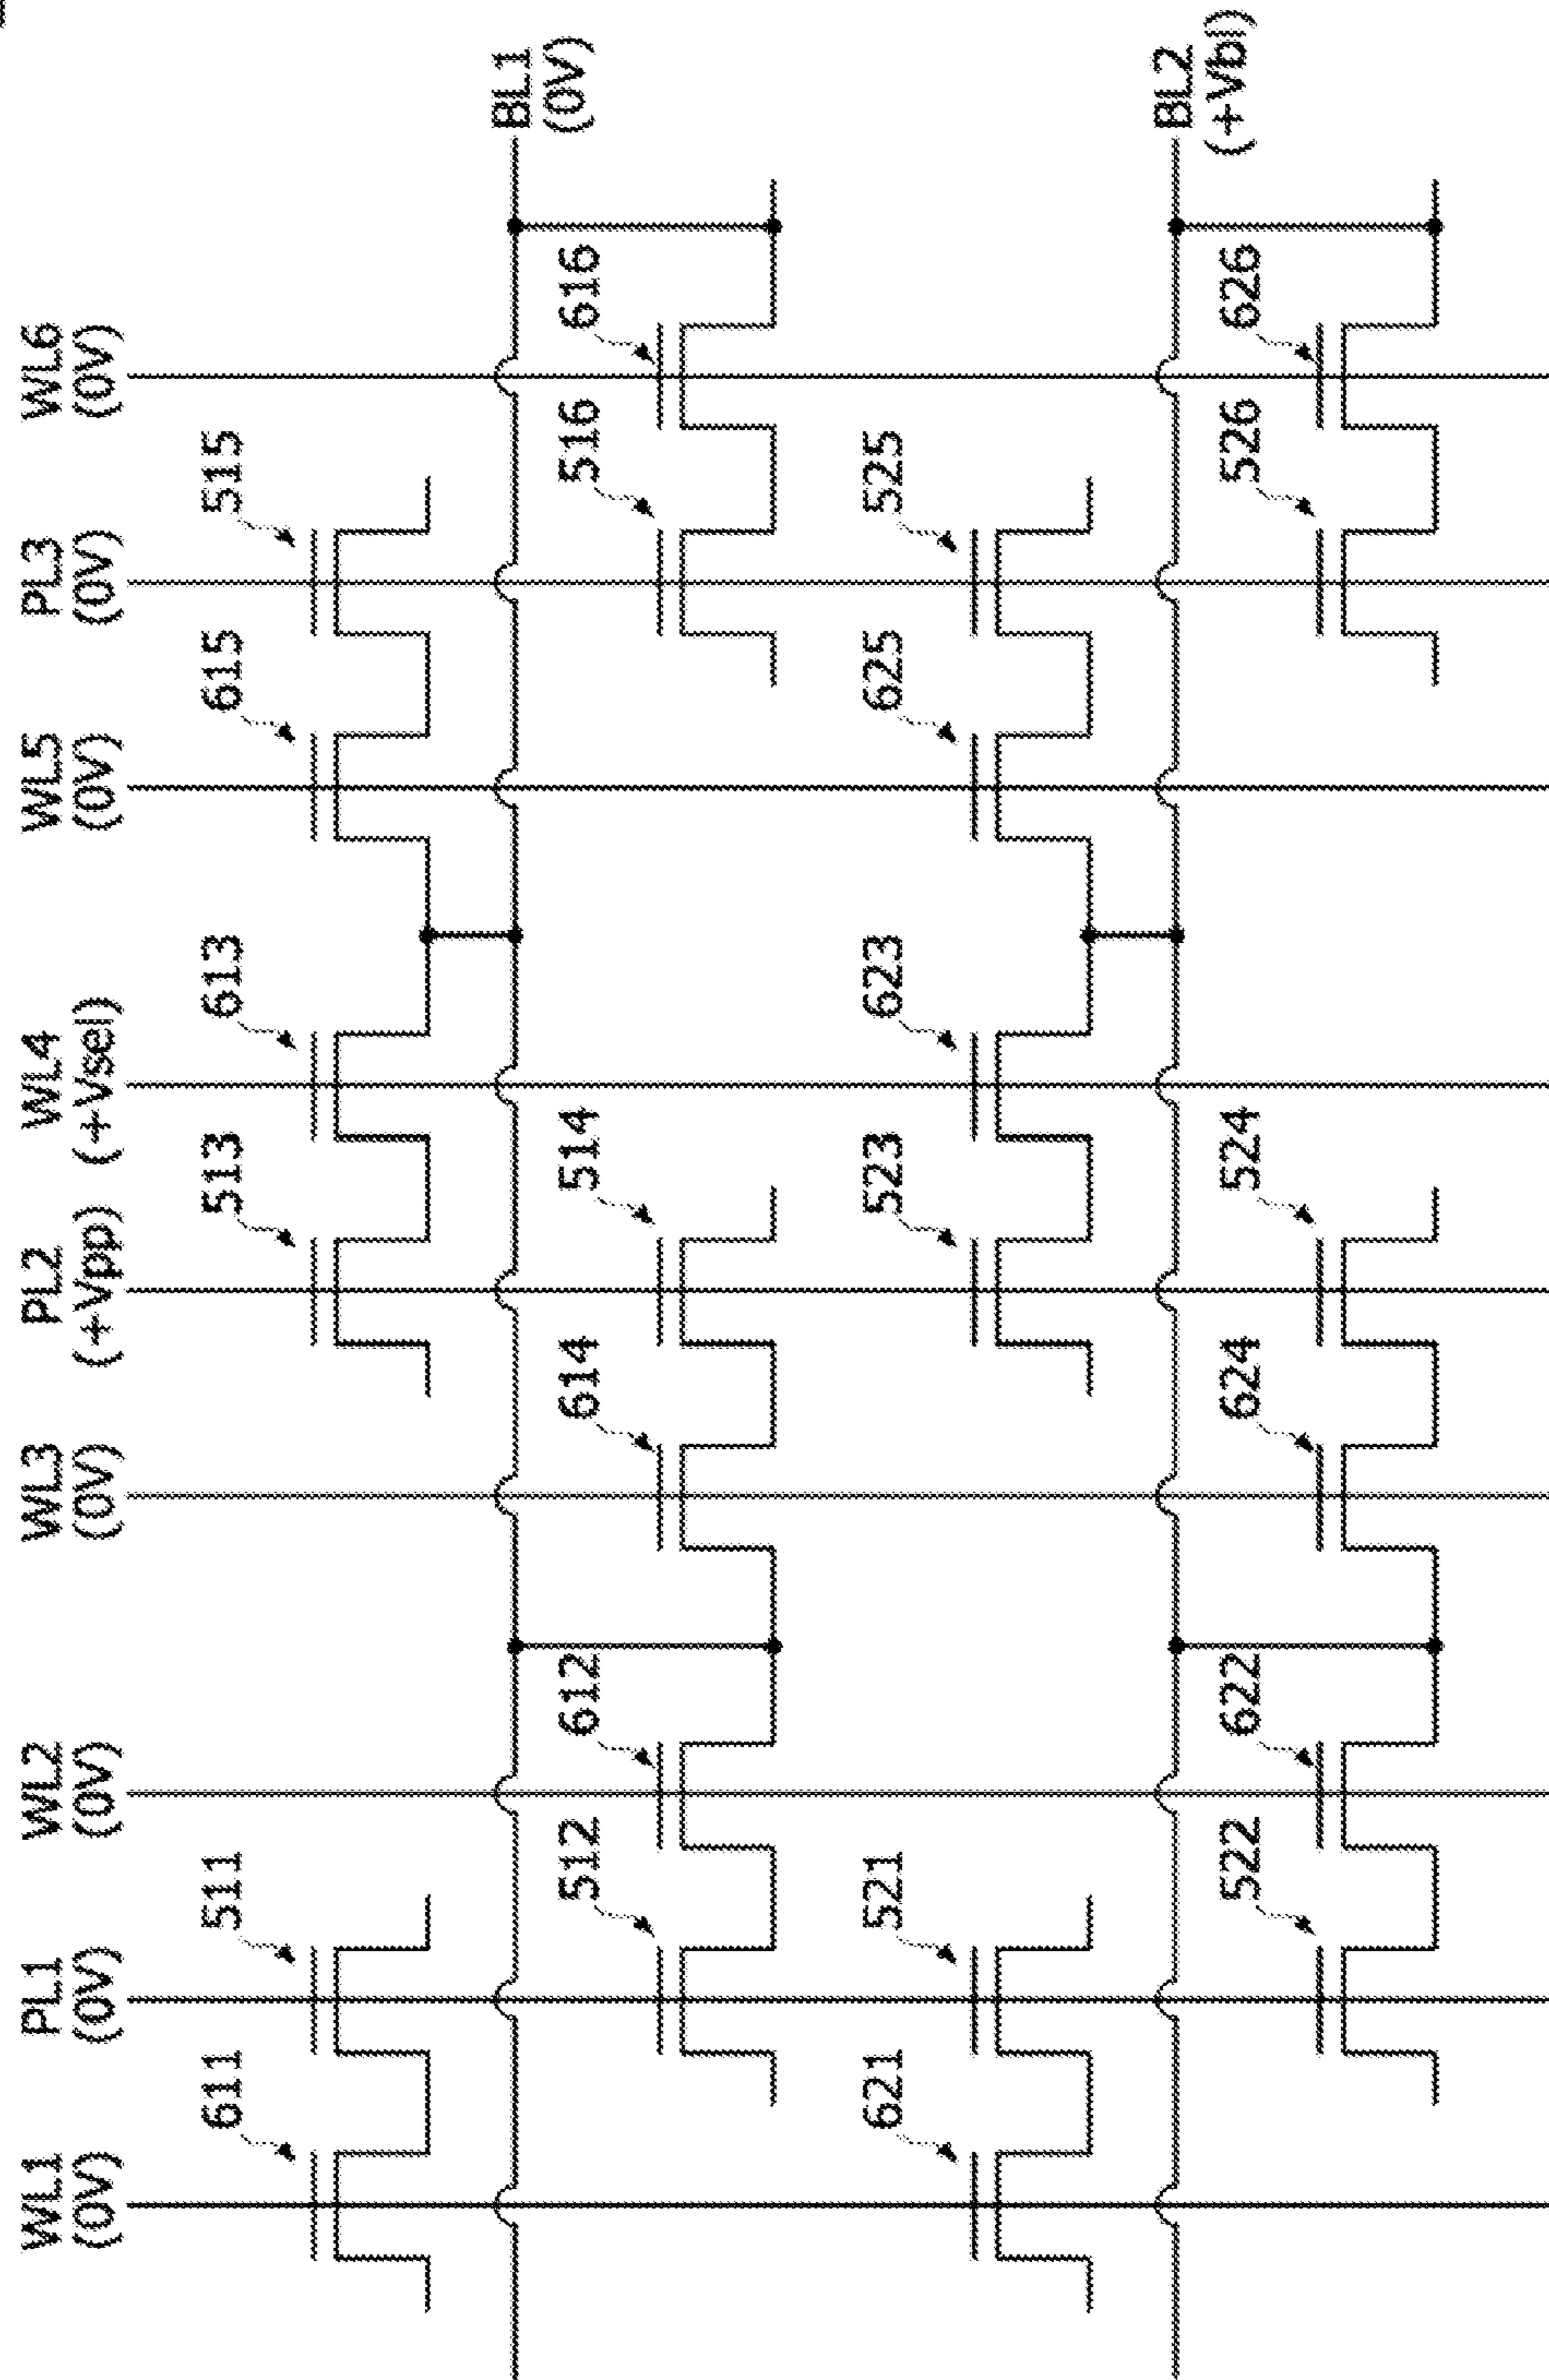 WL1
(0V)
PL1
(0V)
WL2
(0V)
WL3
(0V)
PL2
(+Vpp)
WL4
(+Vsel)
WL5
(0V)
PL3
(0V)
WL6
(0V)
611
511
513
613
615
515
BL1
(0V)
512
612
614
514
516
616
621
521
523
623
625
525
BL2
(+Vbl)
522
622
624
524
526
626